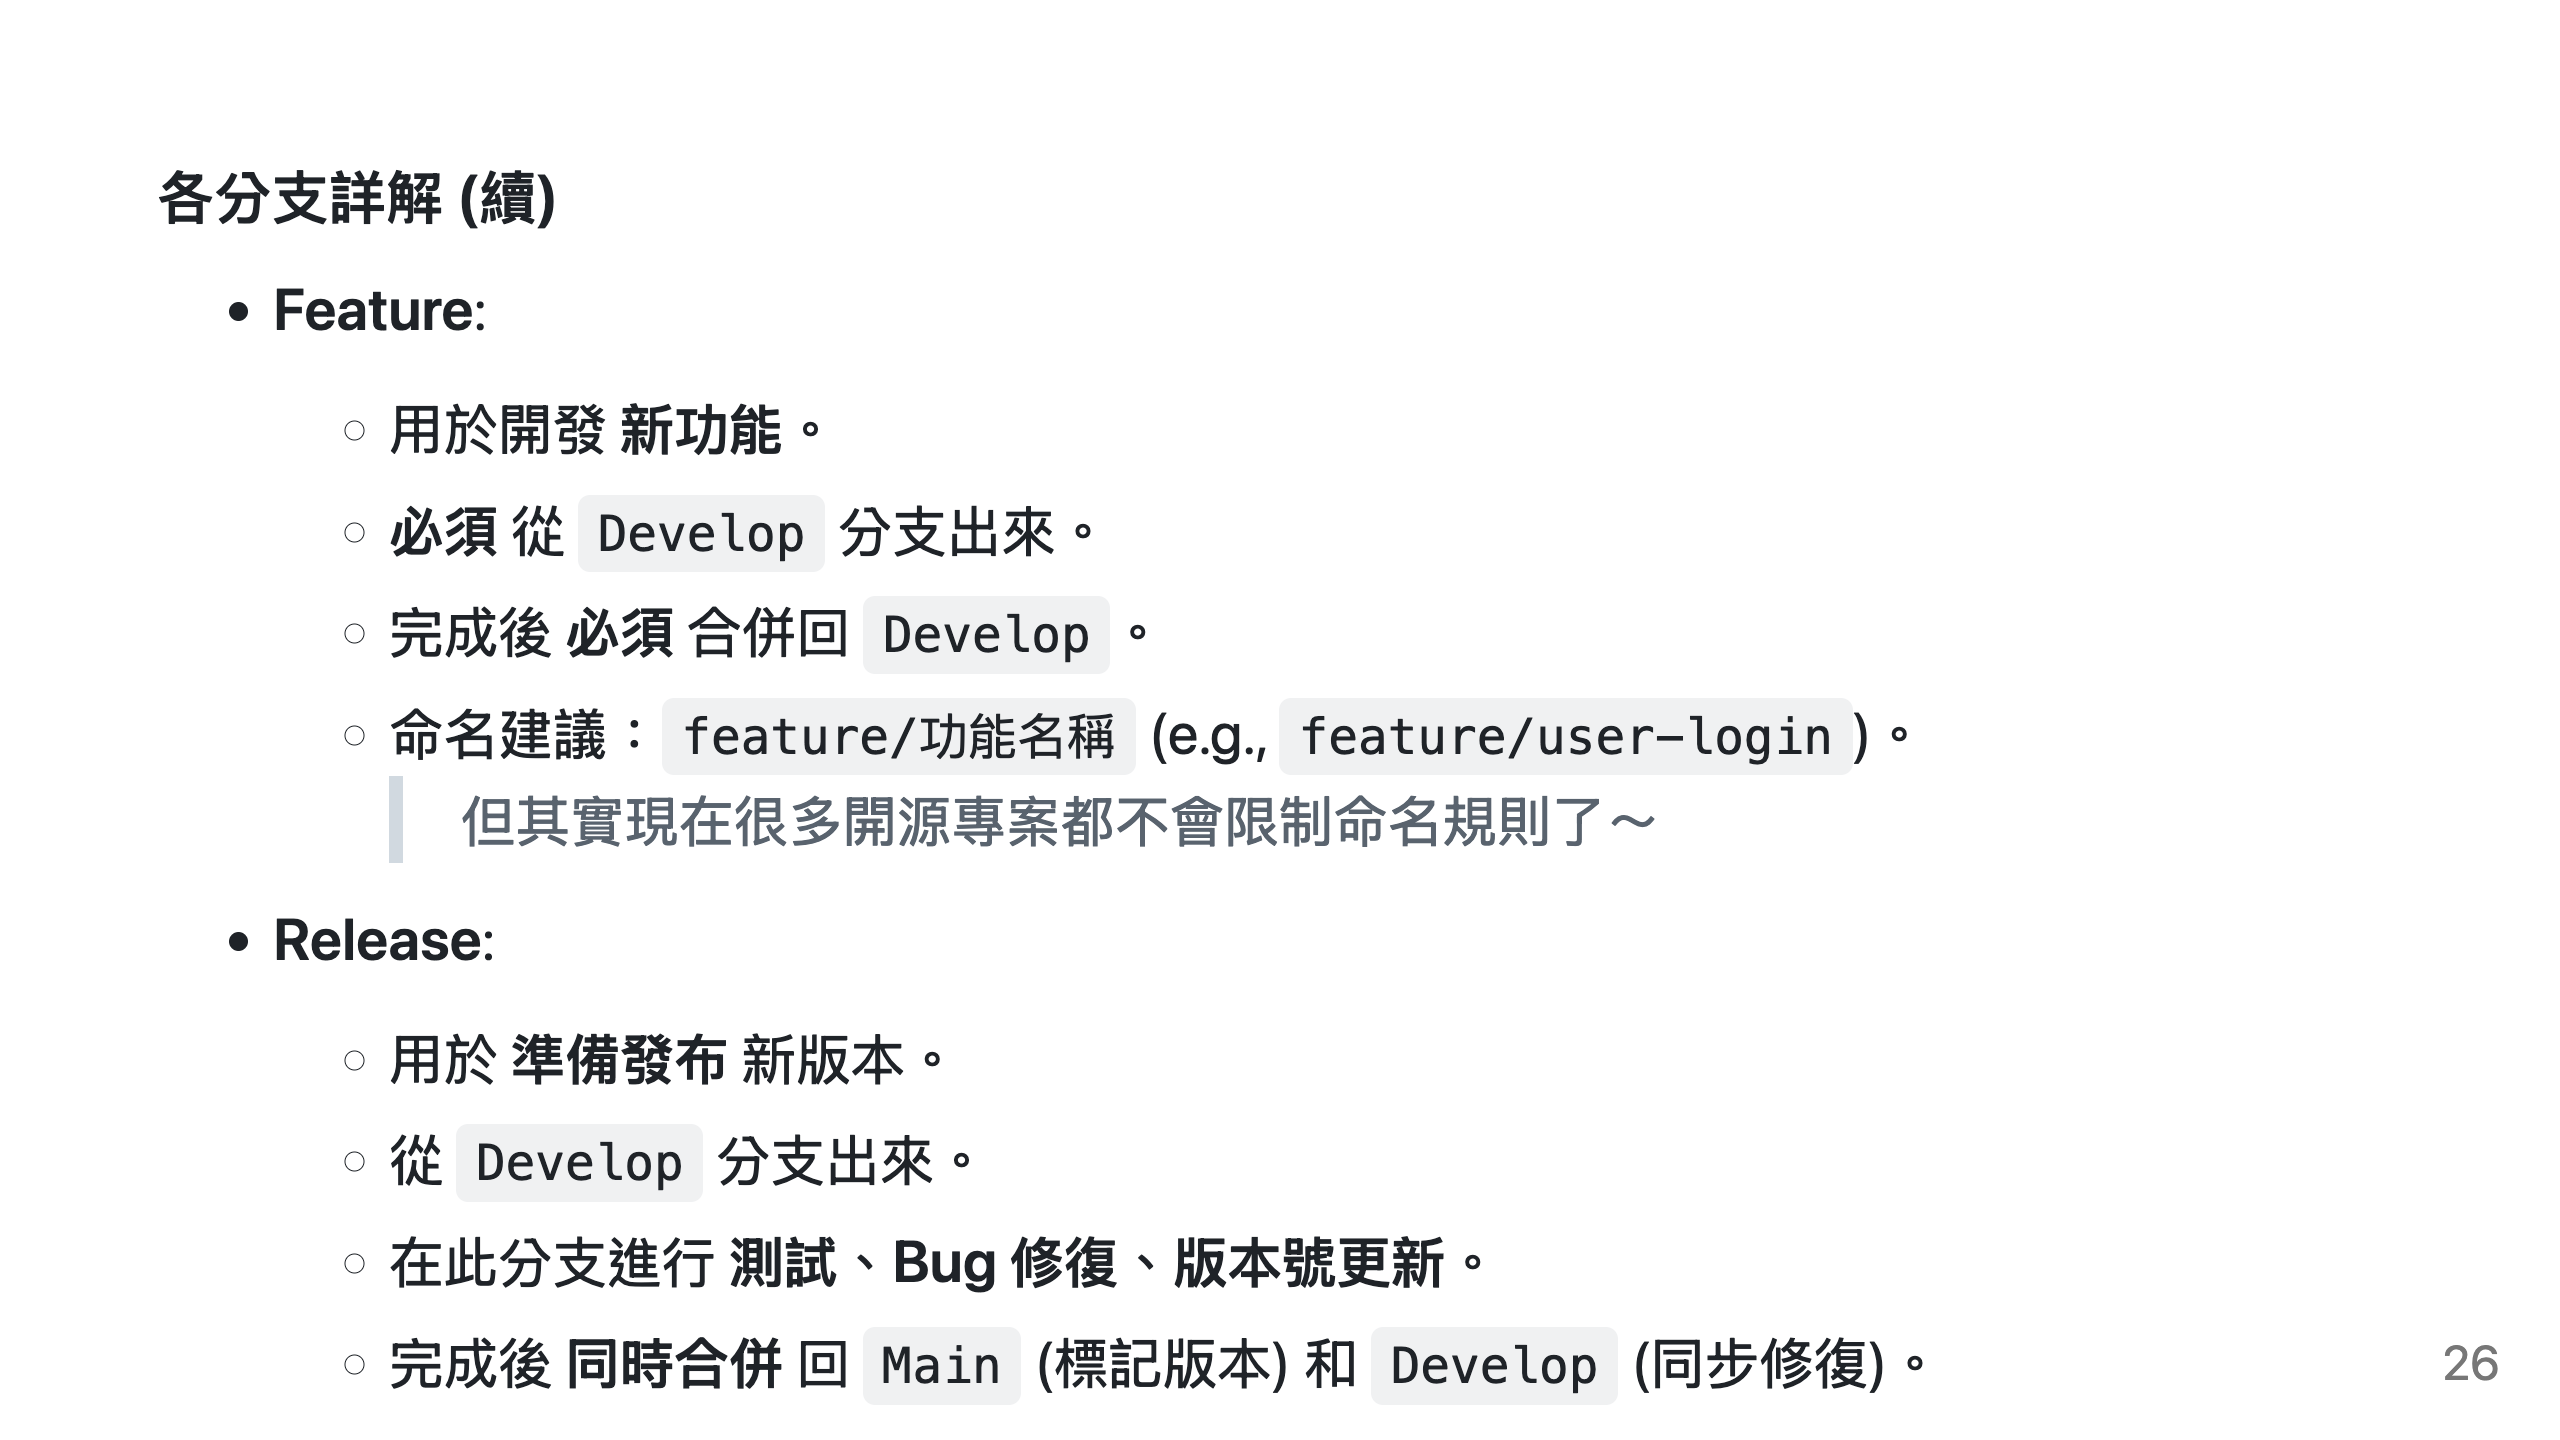 各分支詳解 (續)
Feature:
用於開發 新功能。
必須 從 Develop 分支出來。
完成後 必須 合併回 Develop 。
命名建議：feature/功能名稱 (e.g., feature/user-login)。
但其實現在很多開源專案都不會限制命名規則了～
Release:
用於 準備發布 新版本。
從 Develop 分支出來。
在此分支進行 測試、Bug 修復、版本號更新。
完成後 同時合併 回 Main (標記版本) 和 Develop (同步修復)。
26